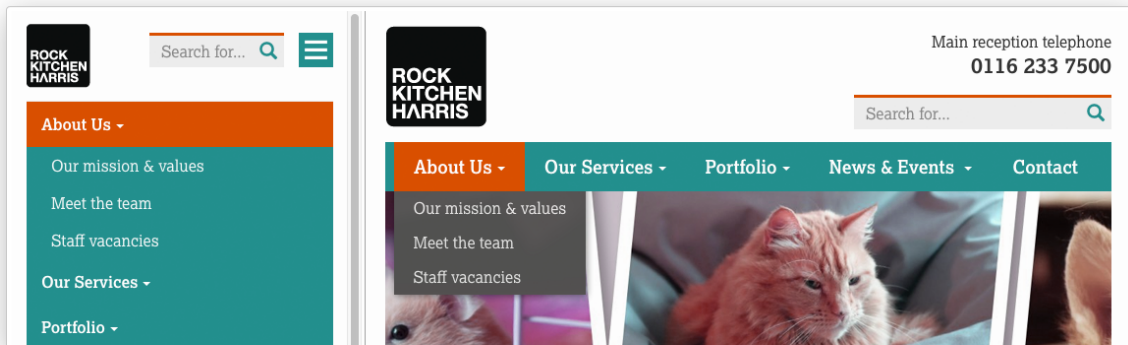 ROCK
KITCHEN
HARRIS
Search for...
About Us
Our mission & values
Meet the team
Staff vacancies
Our Services
Portfolio
ROCK
KITCHEN
HARRIS
Main reception telephone
0116 233 7500
Search for...
About Us Our Services Portfolio News & Events Contact
Our mission & values
Meet the team
Staff vacancies